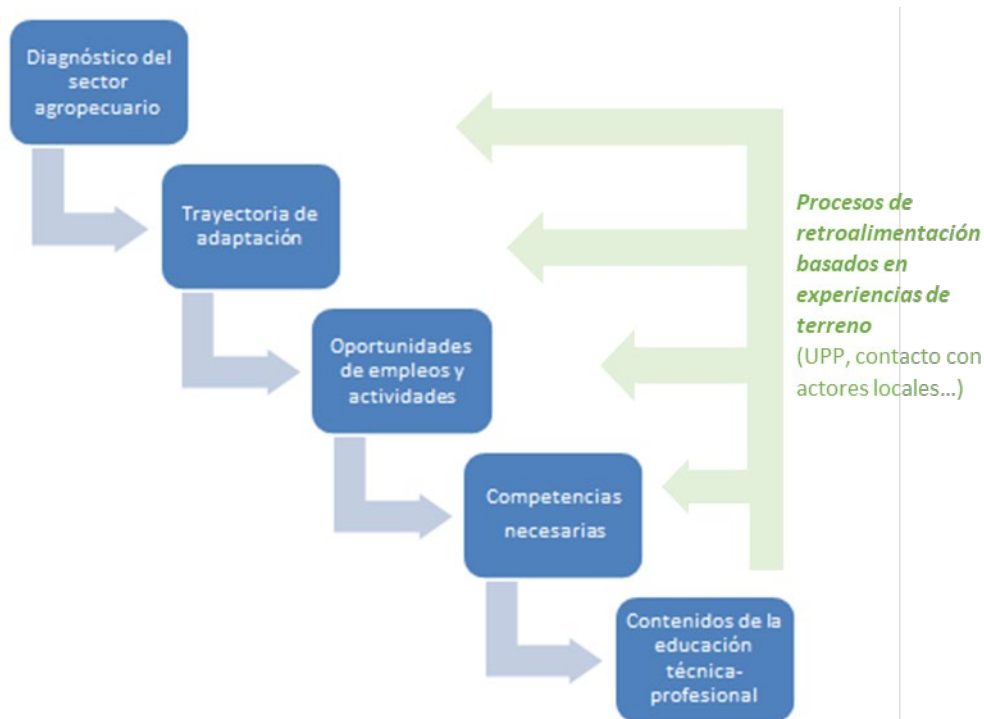 Diagnóstico del
sector
agropecuario
Trayectoria de
adaptación
Oportunidades
de empleos y
actividades
Competencias
necesarias
Contenidos de la
educación
técnica-
profesional
Procesos de
retroalimentación
basados en
experiencias de
terreno
(UPP, contacto con
actores locales...)